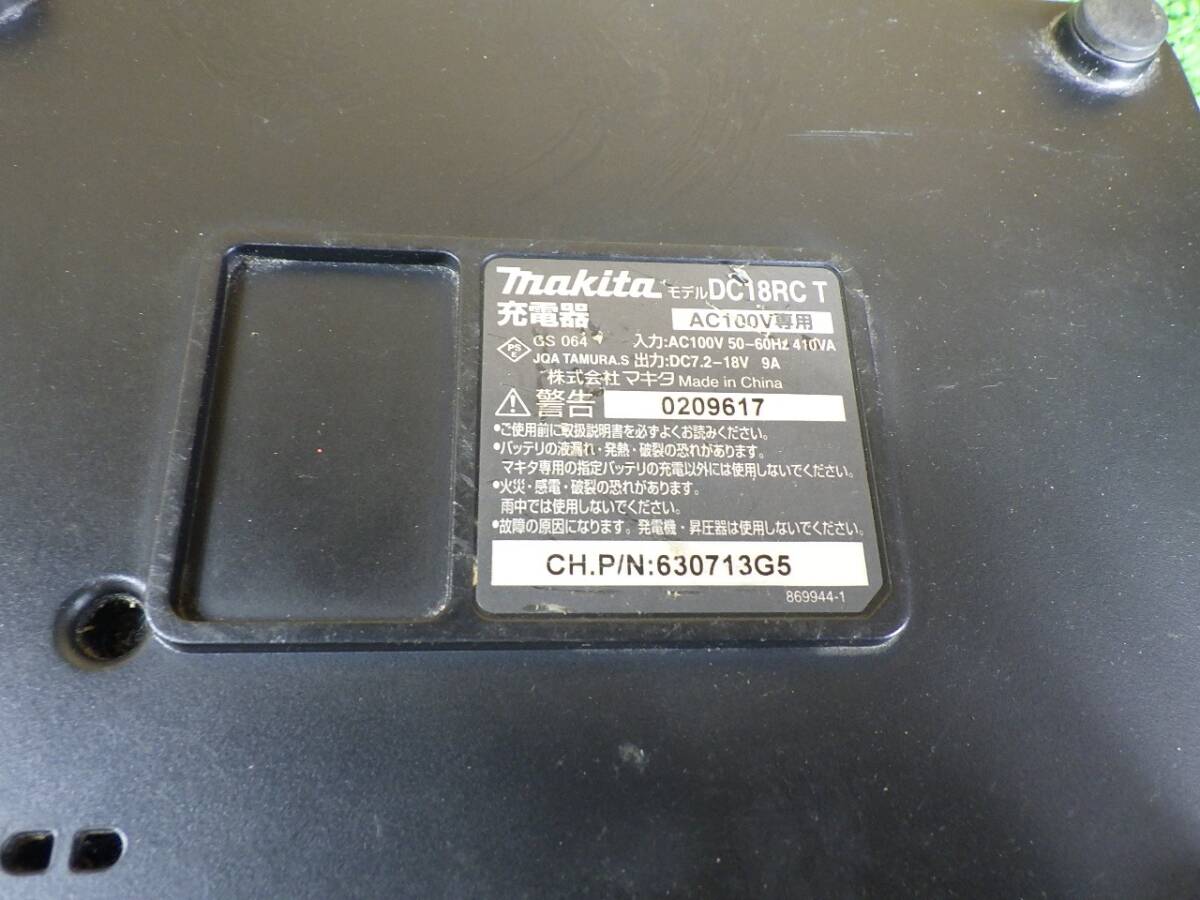 makita モデル DC18RC T
充電器 AC100V専用
PS E GS 064 入力:AC100V 50-60Hz 410VA
JQA TAMURA.S 出力:DC7.2-18V 9A
株式会社マキタ Made in China
警告 0209617
•ご使用前に取扱説明書を必ずよくお読みください。
•バッテリの液漏れ・発熱・破裂の恐れがあります。
マキタ専用の指定バッテリの充電以外には使用しないでください。
•火災・感電・破裂の恐れがあります。
雨中では使用しないでください。
•故障の原因になります。発電機・昇圧器は使用しないでください。
CH.P/N:630713G5
869944-1